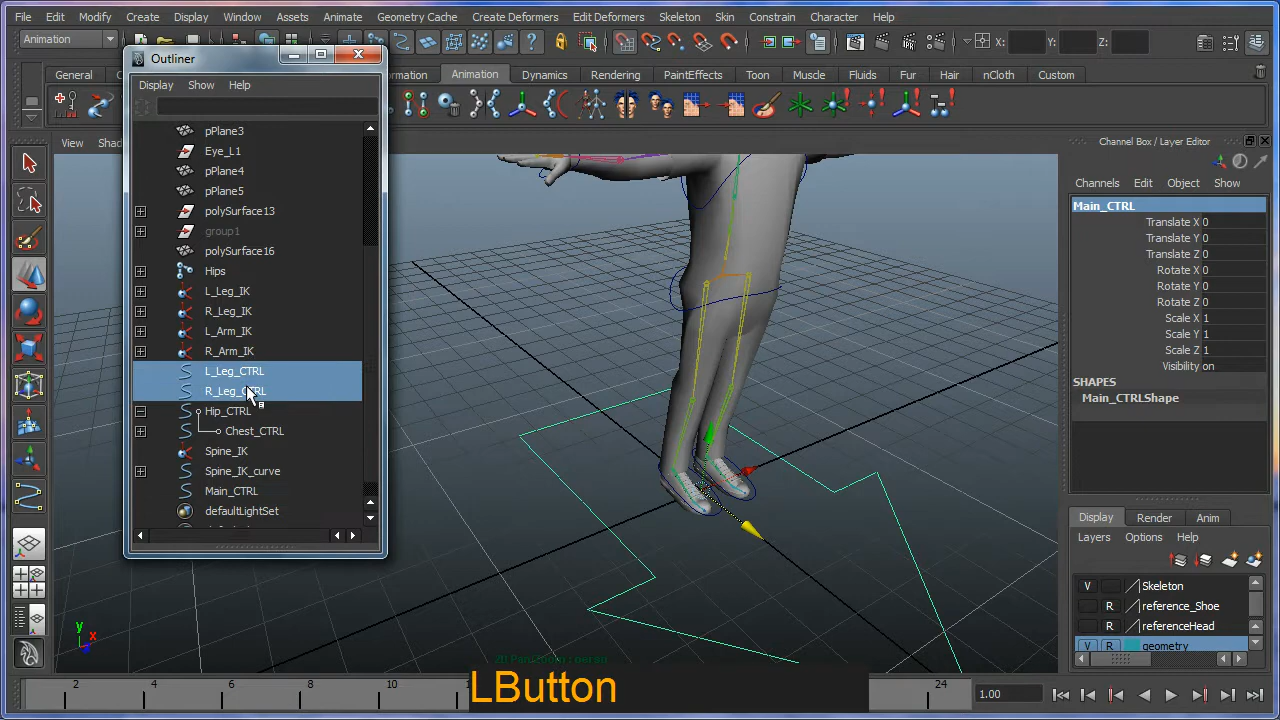 File Edit Modify Create Display Window Assets Animate Geometry Cache Create Deformers Edit Deformers Skeleton Skin Constrain Character Help
Animation X: Y: Z:
General Animation Dynamics Rendering PaintEffects Toon Muscle Fluids Fur Hair nCloth Custom
View
Outliner
Display Show Help
pPlane3
Eye_L1
pPlane4
pPlane5
polySurface13
group1
polySurface16
Hips
L_Leg_IK
R_Leg_IK
L_Arm_IK
R_Arm_IK
L_Leg_CTRL
R_Leg_CTRL
Hip_CTRL
Chest_CTRL
Spine_IK
Spine_IK_curve
Main_CTRL
defaultLightSet
y
x
z
Channel Box / Layer Editor
Channels Edit Object Show
Main_CTRL
Translate X 0
Translate Y 0
Translate Z 0
Rotate X 0
Rotate Y 0
Rotate Z 0
Scale X 1
Scale Y 1
Scale Z 1
Visibility on
SHAPES
Main_CTRLShape
Display Render Anim
Layers Options Help
V Skeleton
R reference_Shoe
R referenceHead
V R geometry
2D Pan/Zoom : persp
LButton
2 4 6 8 10 24 1.00